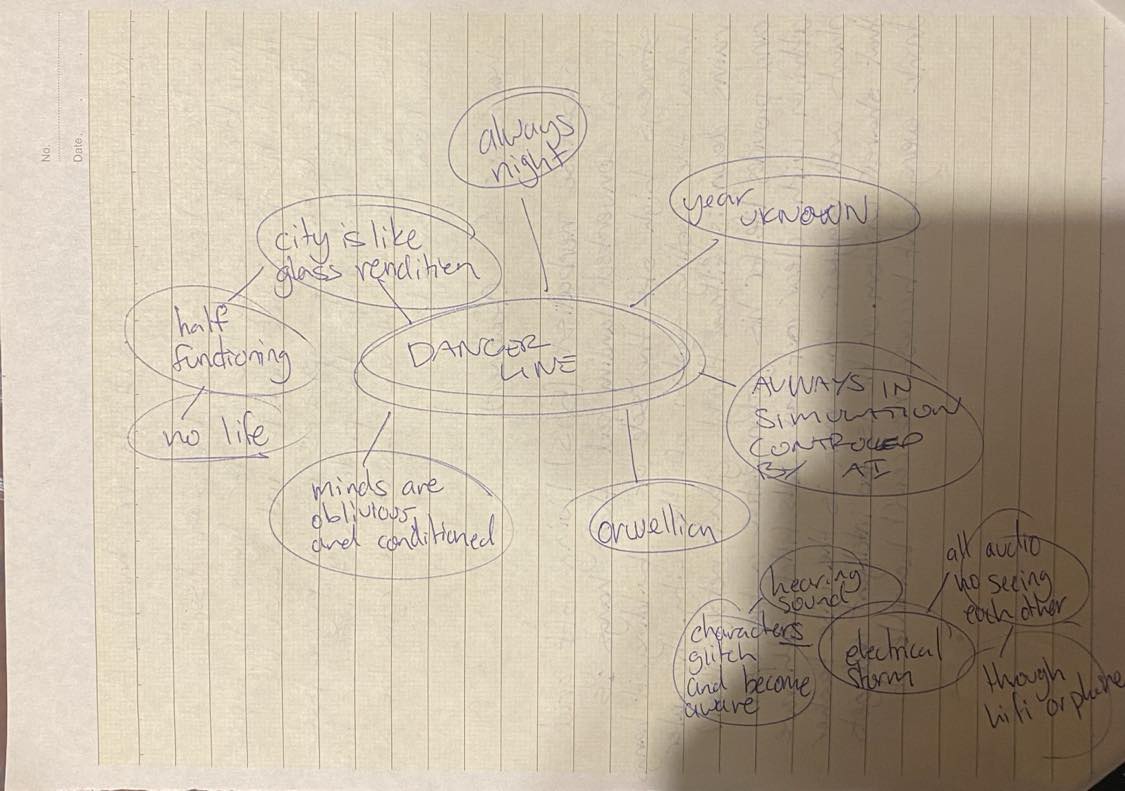 No.
Date.
always
night
year
UKNOWN
city is like
glass rendition
half
functioning
no life
DANGER
LINE
ALWAYS IN
SIMULATION
CONTROLLED
BY AI
minds are
oblivious
and conditioned
orwellian
hearing
sound
characters
glitch
and become
aware
electrical
storm
all audio
no seeing
each other
though
hifi or phone